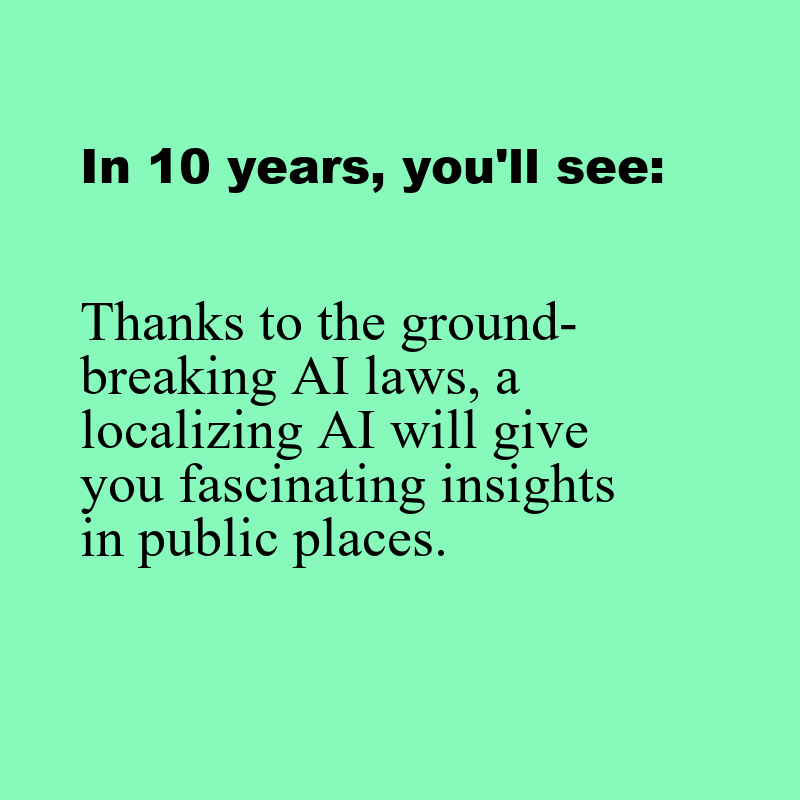 In 10 years, you'll see:
Thanks to the ground-
breaking AI laws, a
localizing AI will give
you fascinating insights
in public places.